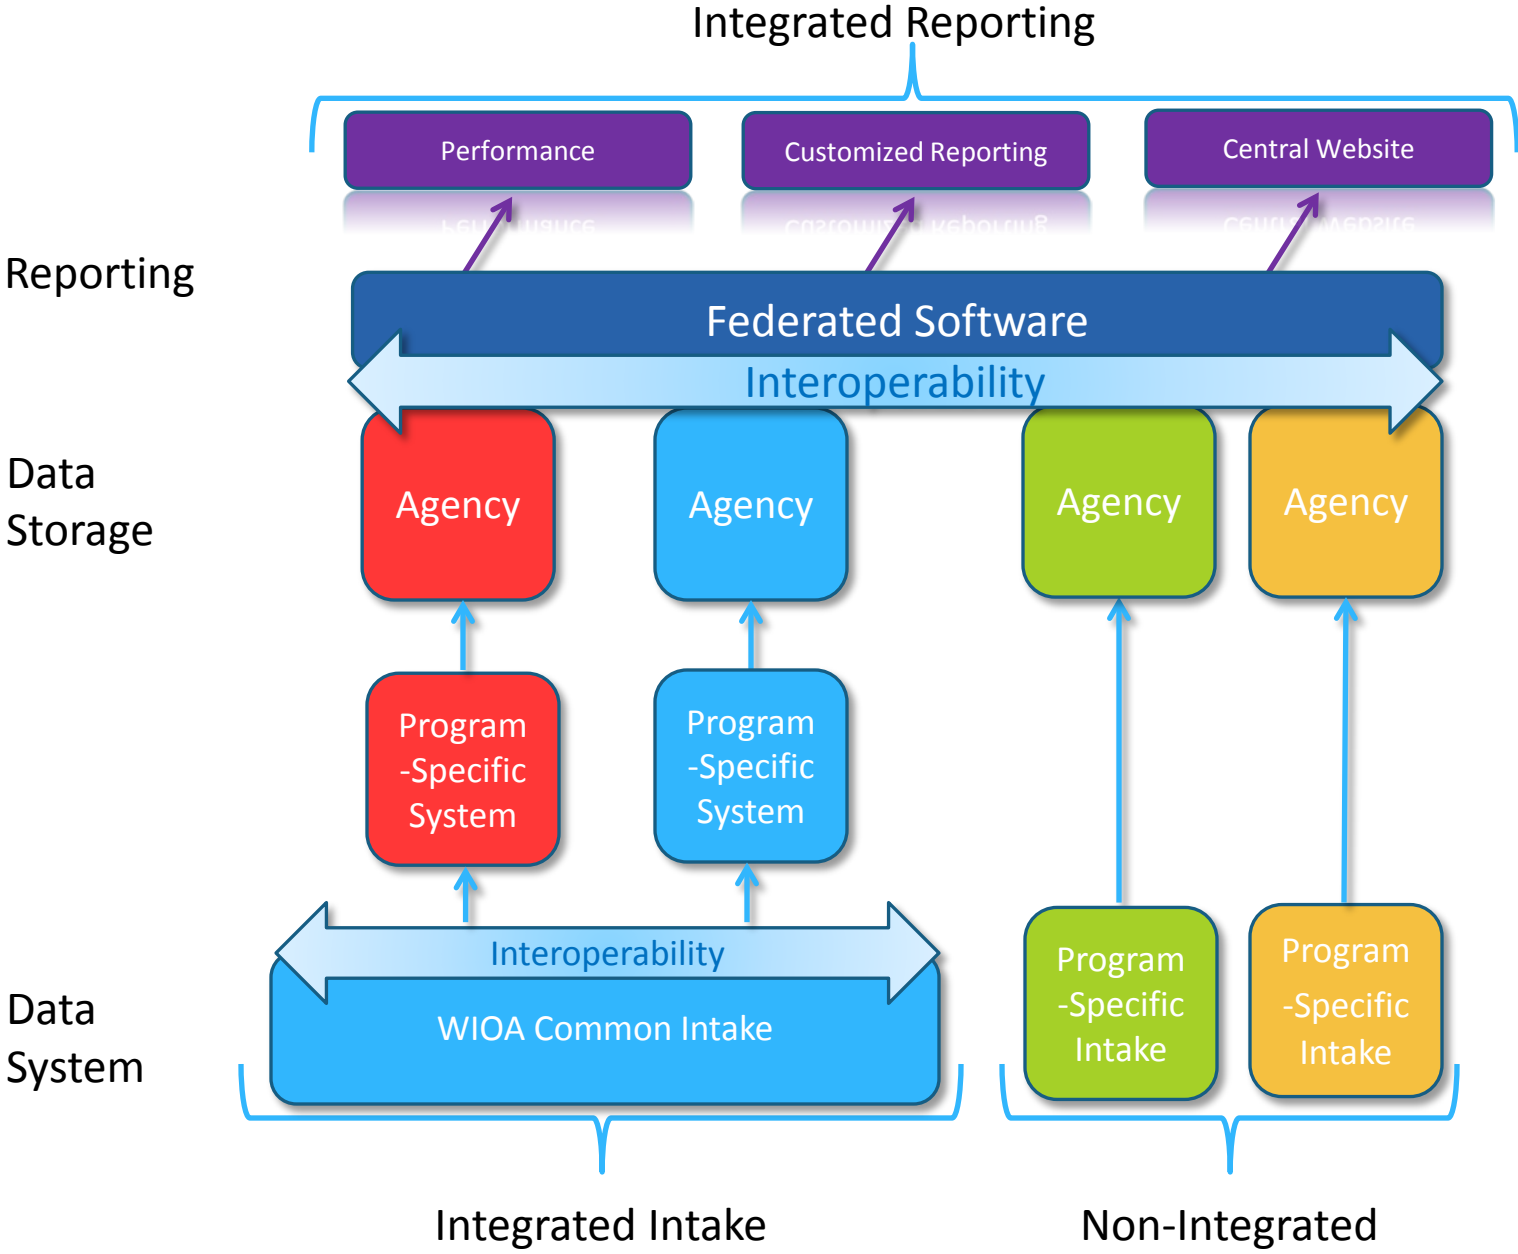 Integrated Reporting
Performance
Customized Reporting
Central Website
Reporting
Federated Software
Interoperability
Data
Storage
Agency
Agency
Agency
Agency
Program
-Specific
System
Program
-Specific
System
Interoperability
WIOA Common Intake
Data
System
Program
-Specific
Intake
Program
-Specific
Intake
Integrated Intake
Non-Integrated